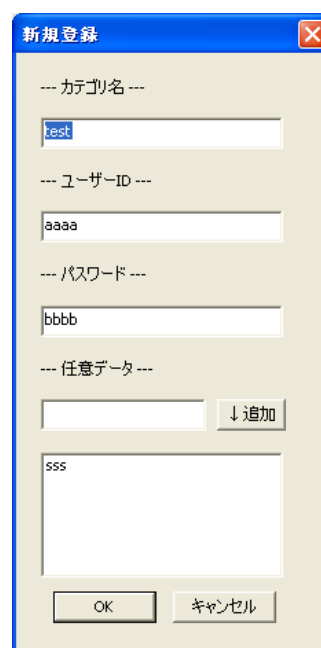 新規登録
--- カテゴリ名 ---
test
--- ユーザーID ---
aaaa
--- パスワード ---
bbbb
--- 任意データ ---
↓追加
sss
OK キャンセル